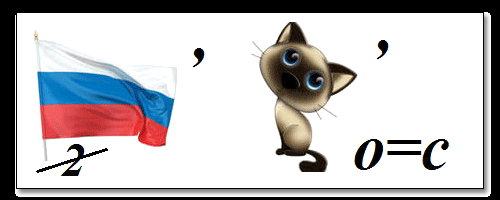 , ,
2 o=c